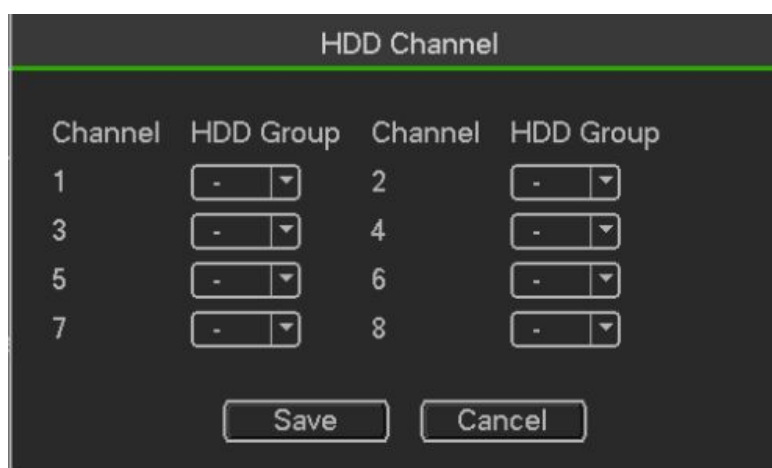 HDD Channel
Channel HDD Group Channel HDD Group
1 - 2 -
3 - 4 -
5 - 6 -
7 - 8 -
Save Cancel